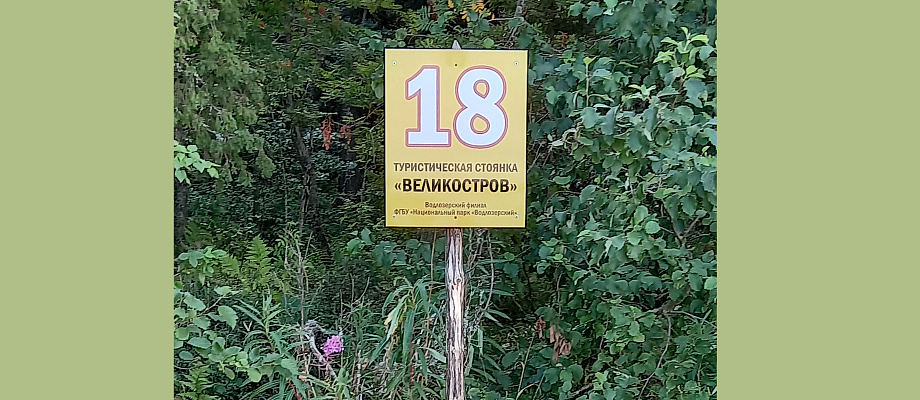 18
ТУРИСТИЧЕСКАЯ СТОЯНКА
«ВЕЛИКОСТРОВ»
Водлозерский филиал
ФГБУ «Национальный парк «Водлозерский»